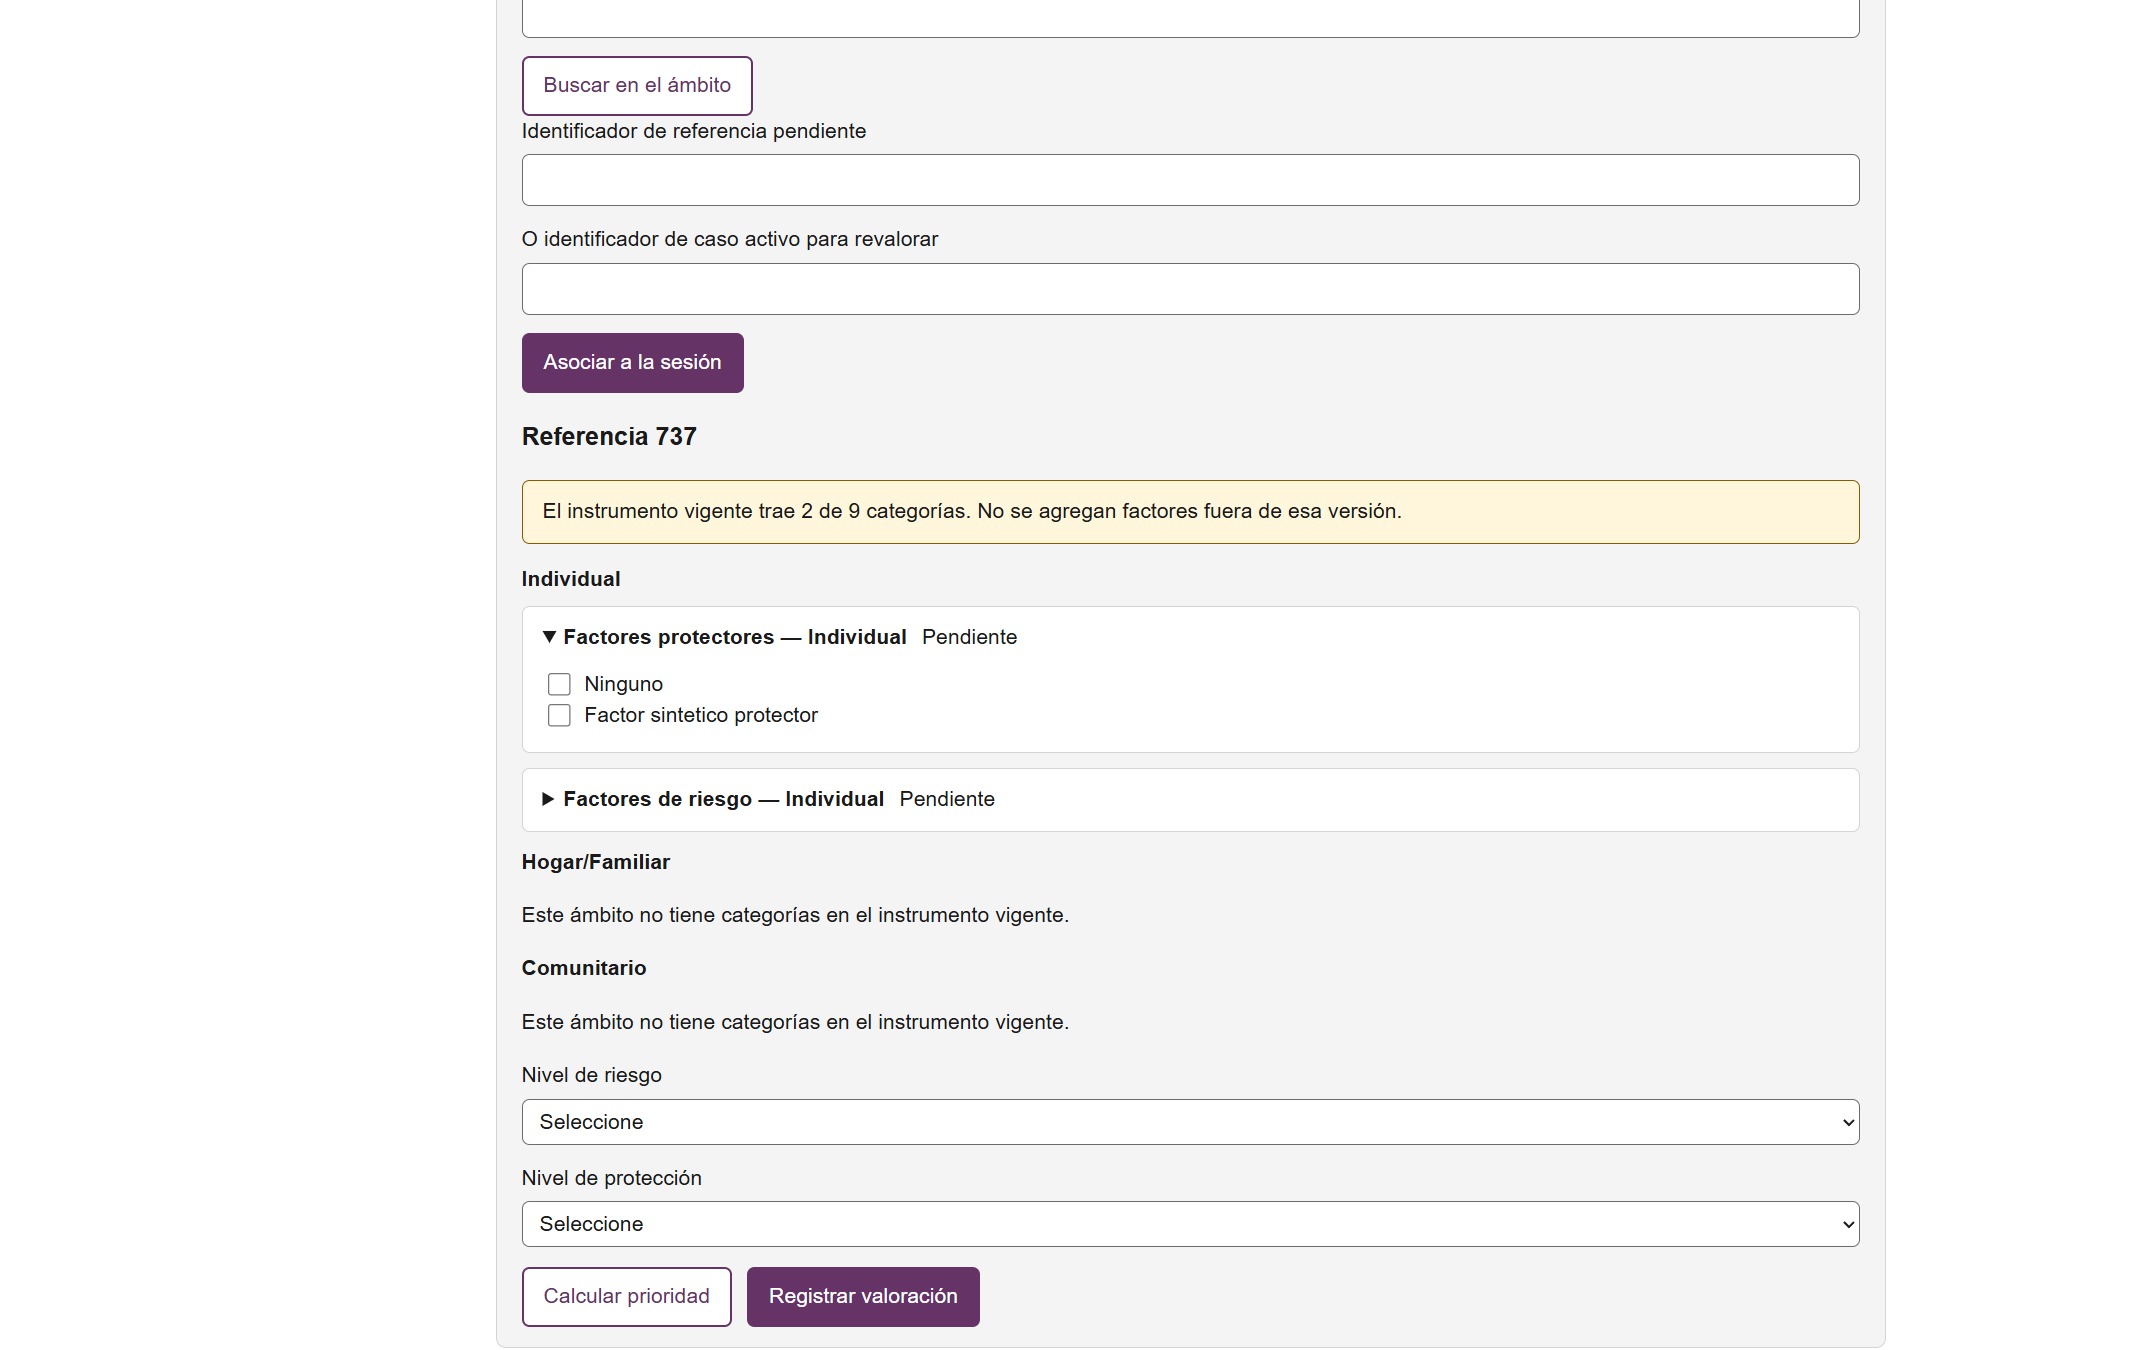 Buscar en el ámbito
Identificador de referencia pendiente
O identificador de caso activo para revalorar
Asociar a la sesión
Referencia 737
El instrumento vigente trae 2 de 9 categorías. No se agregan factores fuera de esa versión.
Individual
Factores protectores — Individual Pendiente
Ninguno
Factor sintetico protector
Factores de riesgo — Individual Pendiente
Hogar/Familiar
Este ámbito no tiene categorías en el instrumento vigente.
Comunitario
Este ámbito no tiene categorías en el instrumento vigente.
Nivel de riesgo
Seleccione
Nivel de protección
Seleccione
Calcular prioridad Registrar valoración